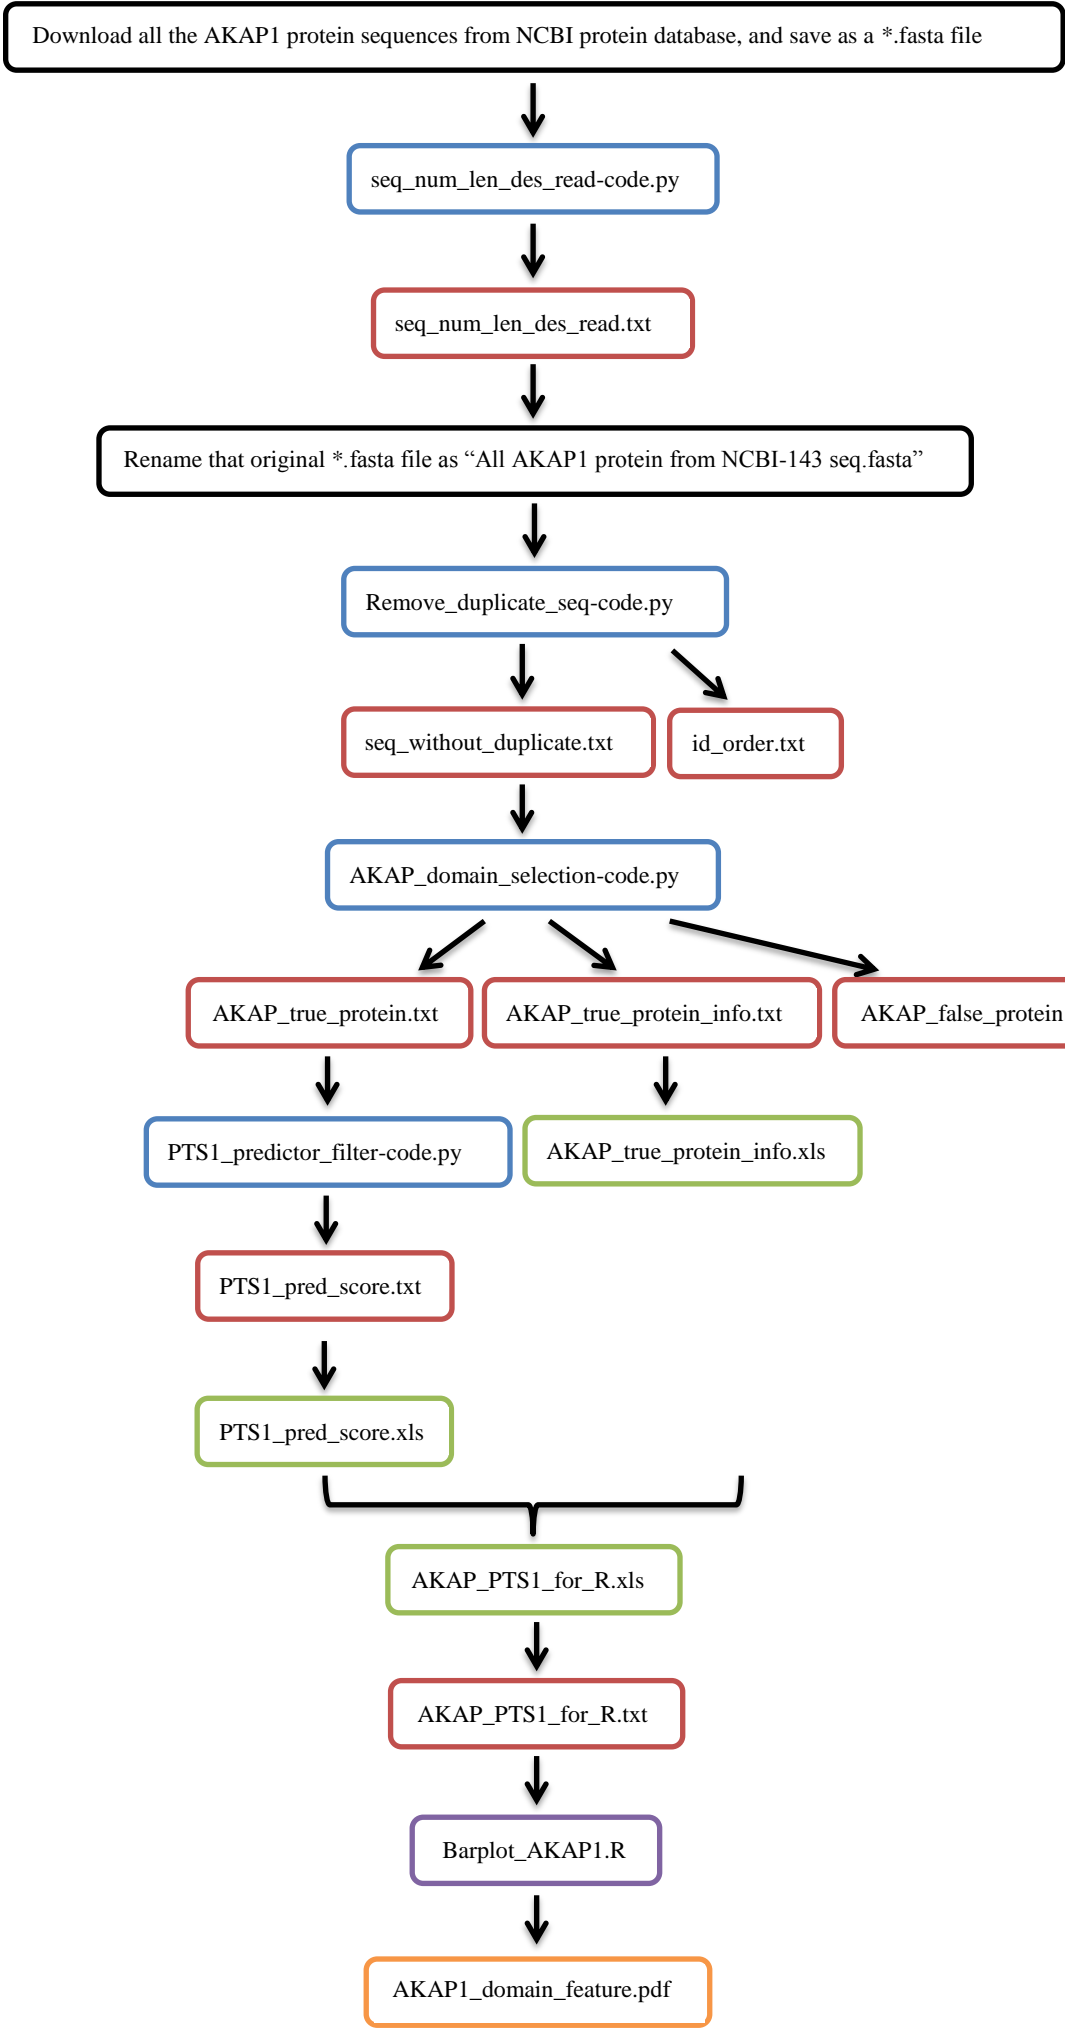 Download all the AKAP1 protein sequences from NCBI protein database, and save as a *.fasta file
seq_num_len_des_read-code.py
seq_num_len_des_read.txt
Rename that original *.fasta file as “All AKAP1 protein from NCBI-143 seq.fasta”
Remove_duplicate_seq-code.py
seq_without_duplicate.txt
id_order.txt
AKAP_domain_selection-code.py
AKAP_true_protein.txt
AKAP_true_protein_info.txt
AKAP_false_protein
PTS1_predictor_filter-code.py
AKAP_true_protein_info.xls
PTS1_pred_score.txt
PTS1_pred_score.xls
AKAP_PTS1_for_R.xls
AKAP_PTS1_for_R.txt
Barplot_AKAP1.R
AKAP1_domain_feature.pdf